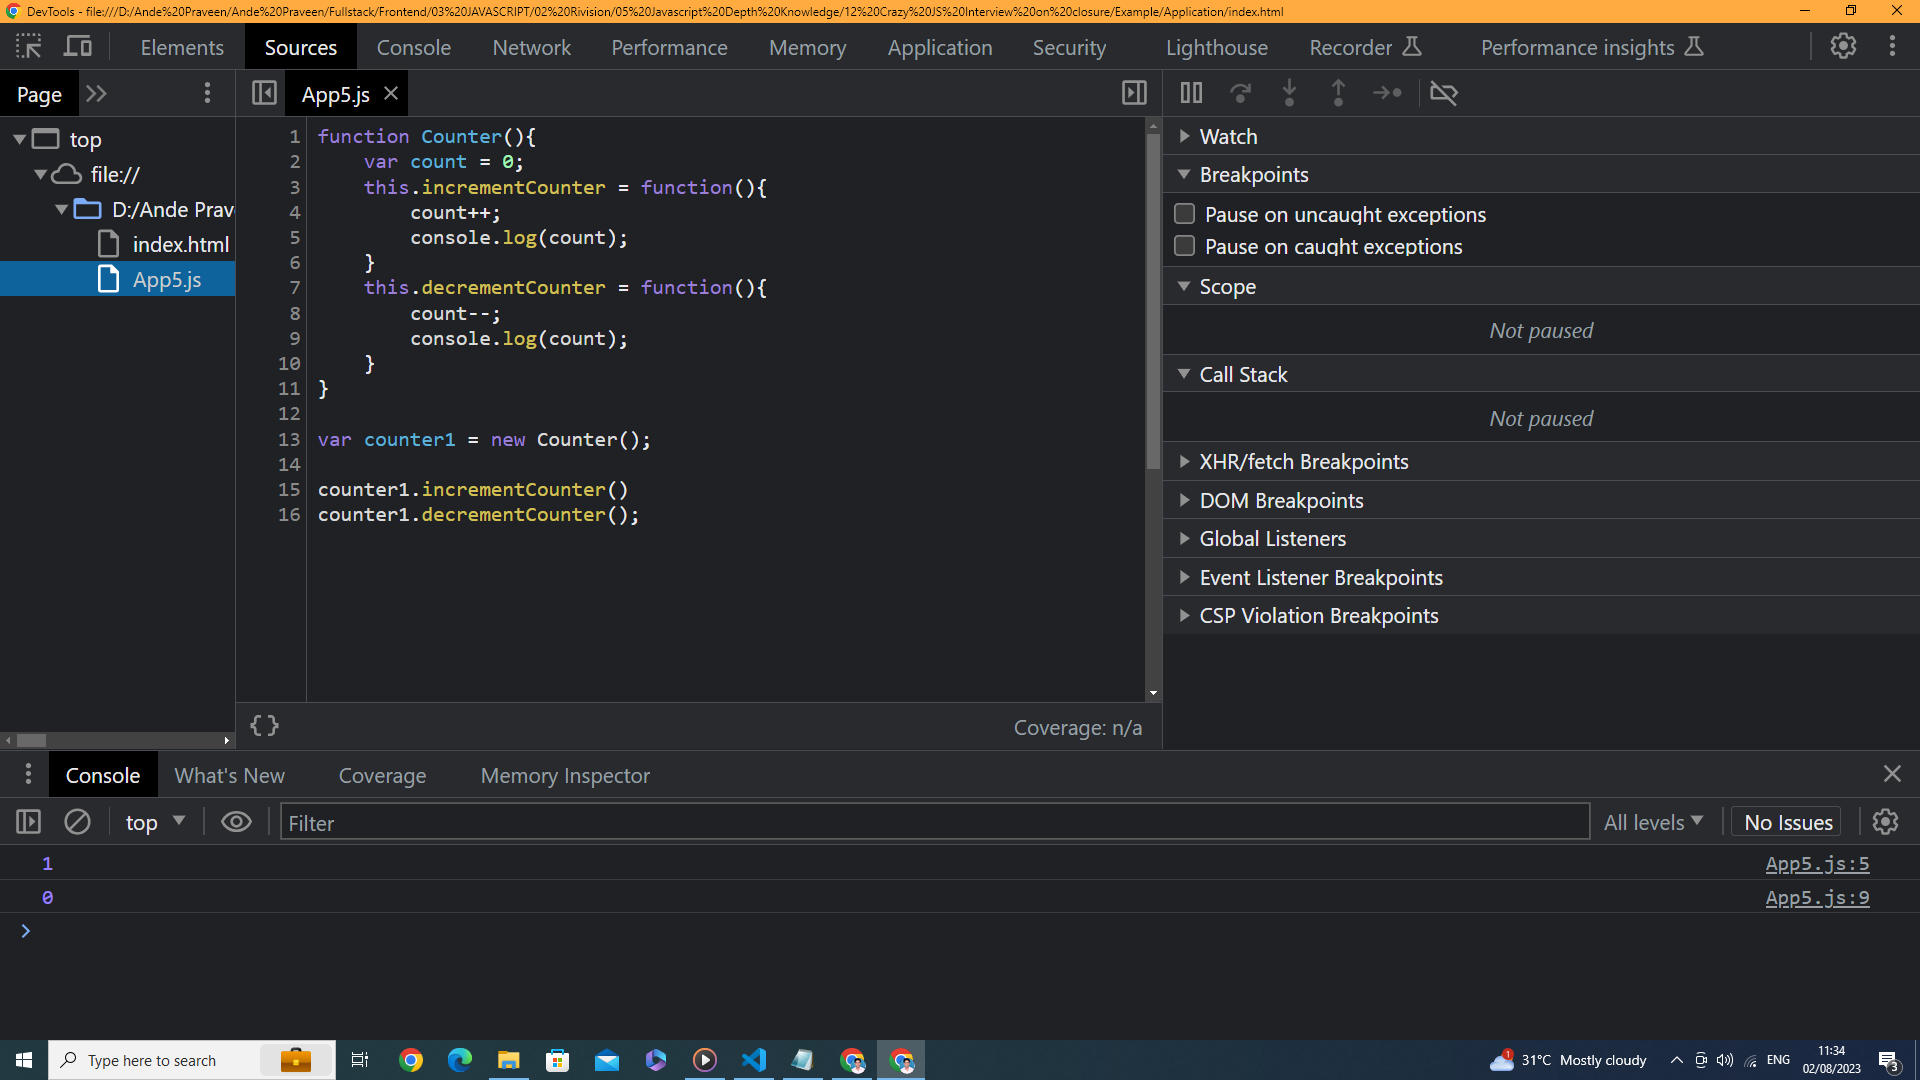 DevTools - file:///D:/Ande%20Praveen/Ande%20Praveen/Fullstack/Frontend/03%20JAVASCRIPT/02%20Rivision/05%20Javascript%20Depth%20Knowledge/12%20Crazy%20JS%20Interview%20on%20closure/Example/Application/index.html
Elements Sources Console Network Performance Memory Application Security Lighthouse Recorder Performance insights
Page App5.js
top
file://
D:/Ande Prav
index.html
App5.js
1 function Counter(){
2     var count = 0;
3     this.incrementCounter = function(){
4         count++;
5         console.log(count);
6     }
7     this.decrementCounter = function(){
8         count--;
9         console.log(count);
10     }
11 }
12
13 var counter1 = new Counter();
14
15 counter1.incrementCounter()
16 counter1.decrementCounter();
{} Coverage: n/a
Watch
Breakpoints
Pause on uncaught exceptions
Pause on caught exceptions
Scope
Not paused
Call Stack
Not paused
XHR/fetch Breakpoints
DOM Breakpoints
Global Listeners
Event Listener Breakpoints
CSP Violation Breakpoints
Console What's New Coverage Memory Inspector
top Filter All levels No Issues
1 App5.js:5
0 App5.js:9
Type here to search
1 31°C Mostly cloudy ENG 11:34
02/08/2023 3